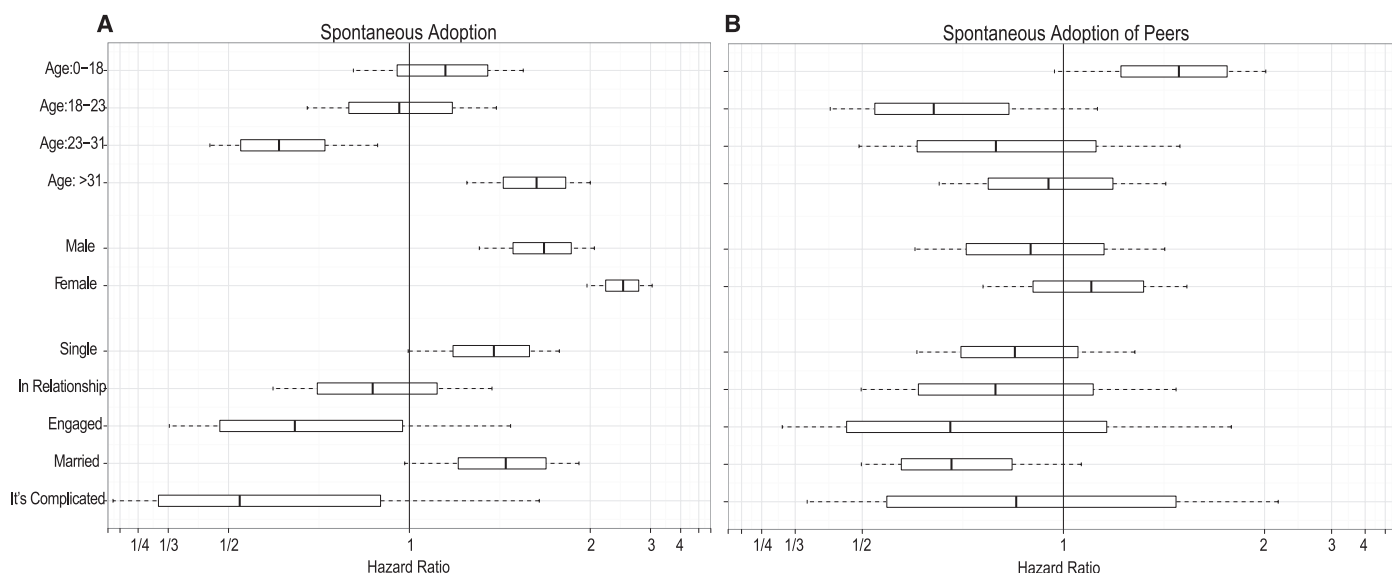 A
Spontaneous Adoption
Age:0–18
Age:18–23
Age:23–31
Age: >31
Male
Female
Single
In Relationship
Engaged
Married
It's Complicated
1/4 1/3 1/2 1 2 3 4
Hazard Ratio
B
Spontaneous Adoption of Peers
1/4 1/3 1/2 1 2 3 4
Hazard Ratio